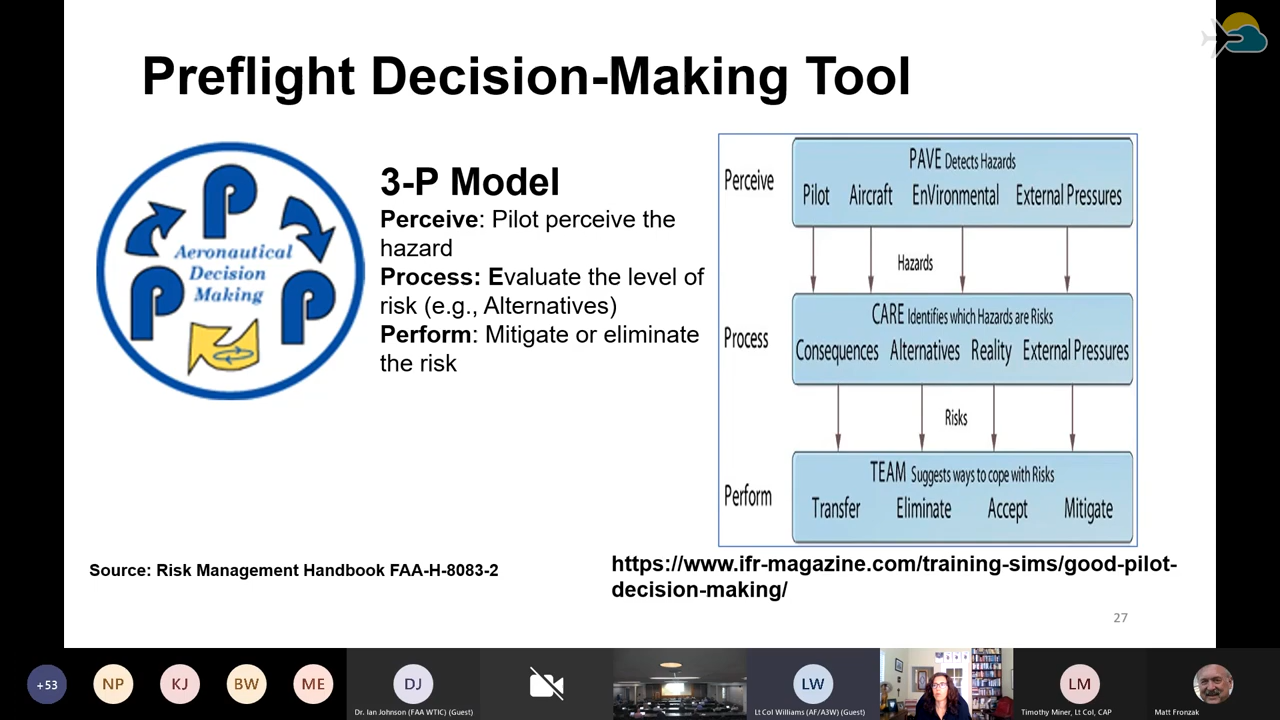 Preflight Decision-Making Tool
P
P
P
Aeronautical
Decision
Making
3-P Model
Perceive: Pilot perceive the
hazard
Process: Evaluate the level of
risk (e.g., Alternatives)
Perform: Mitigate or eliminate
the risk
Perceive
PAVE Detects Hazards
Pilot Aircraft EnVironmental External Pressures
Hazards
Process
CARE Identifies which Hazards are Risks
Consequences Alternatives Reality External Pressures
Risks
Perform
TEAM Suggests ways to cope with Risks
Transfer Eliminate Accept Mitigate
Source: Risk Management Handbook FAA-H-8083-2
https://www.ifr-magazine.com/training-sims/good-pilot-
decision-making/
27
+53 NP KJ BW ME DJ LW LM
Dr. Ian Johnson (FAA WTIC) (Guest) Lt Col Williams (AF/A3W) (Guest) Timothy Miner, Lt Col, CAP Matt Fronzak